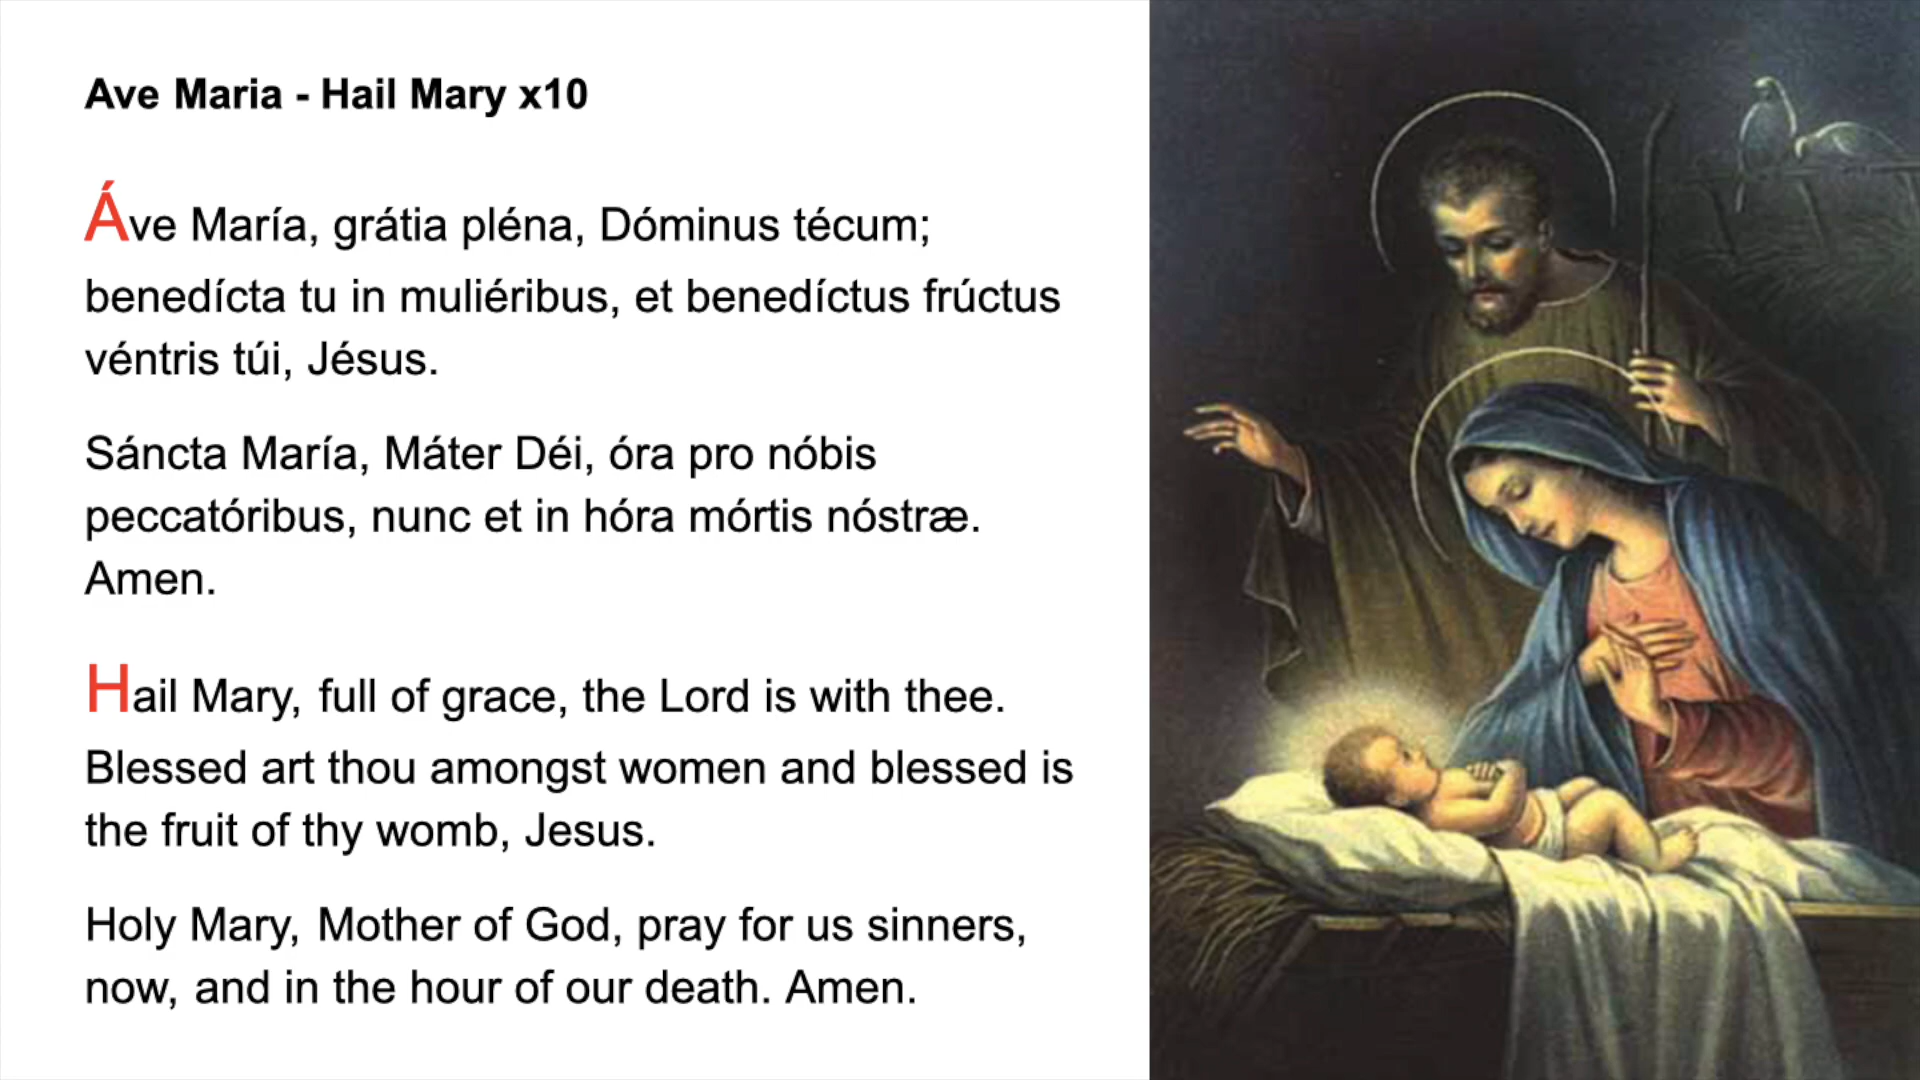 Ave Maria - Hail Mary x10
Áve María, grátia pléna, Dóminus técum;
benedícta tu in muliéribus, et benedíctus frúctus
véntris túi, Jésus.
Sáncta María, Máter Déi, óra pro nóbis
peccatóribus, nunc et in hóra mórtis nóstræ.
Amen.
Hail Mary, full of grace, the Lord is with thee.
Blessed art thou amongst women and blessed is
the fruit of thy womb, Jesus.
Holy Mary, Mother of God, pray for us sinners,
now, and in the hour of our death. Amen.